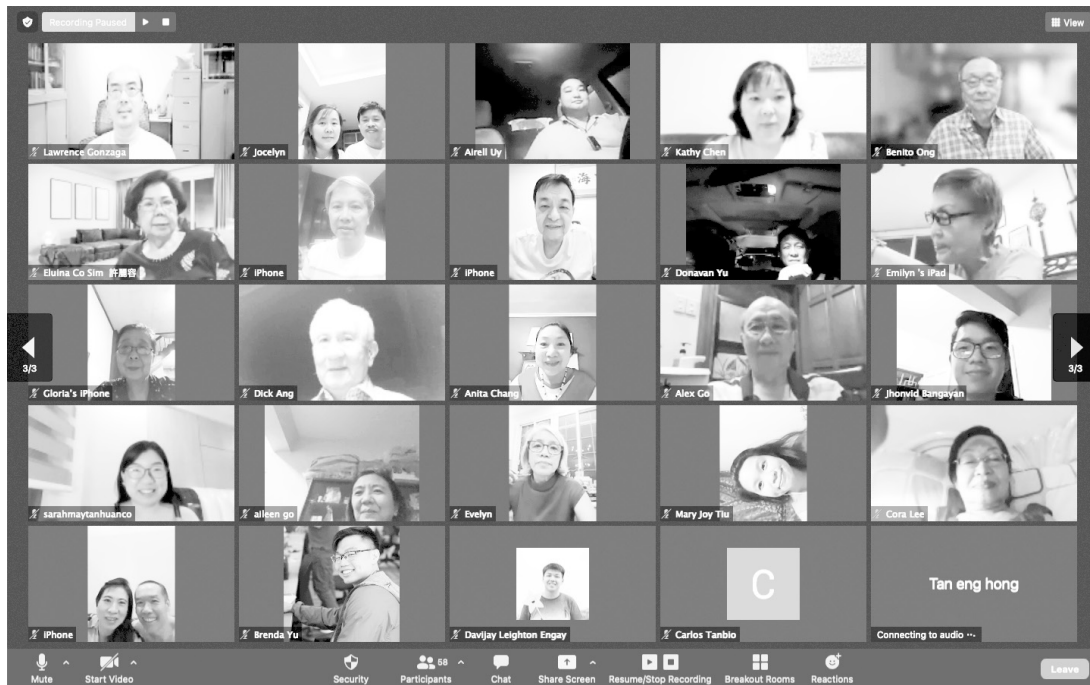 Recording Paused
View
Lawrence Gonzaga
Jocelyn
Airell Uy
Kathy Chen
Benito Ong
海
Eluina Co Sim 許麗容
iPhone
iPhone
Donavan Yu
Emilyn 's iPad
3/3
Gloria's iPhone
Dick Ang
Anita Chang
Alex Go
Jhonvid Bangayan
3/3
sarahmaytanhuanco
aileen go
Evelyn
Mary Joy Tiu
Cora Lee
iPhone
Brenda Yu
Davijay Leighton Engay
C
Carlos Tanbio
Tan eng hong
Connecting to audio ···
Mute
Start Video
Security
58
Participants
Chat
Share Screen
Resume/Stop Recording
Breakout Rooms
Reactions
Leave